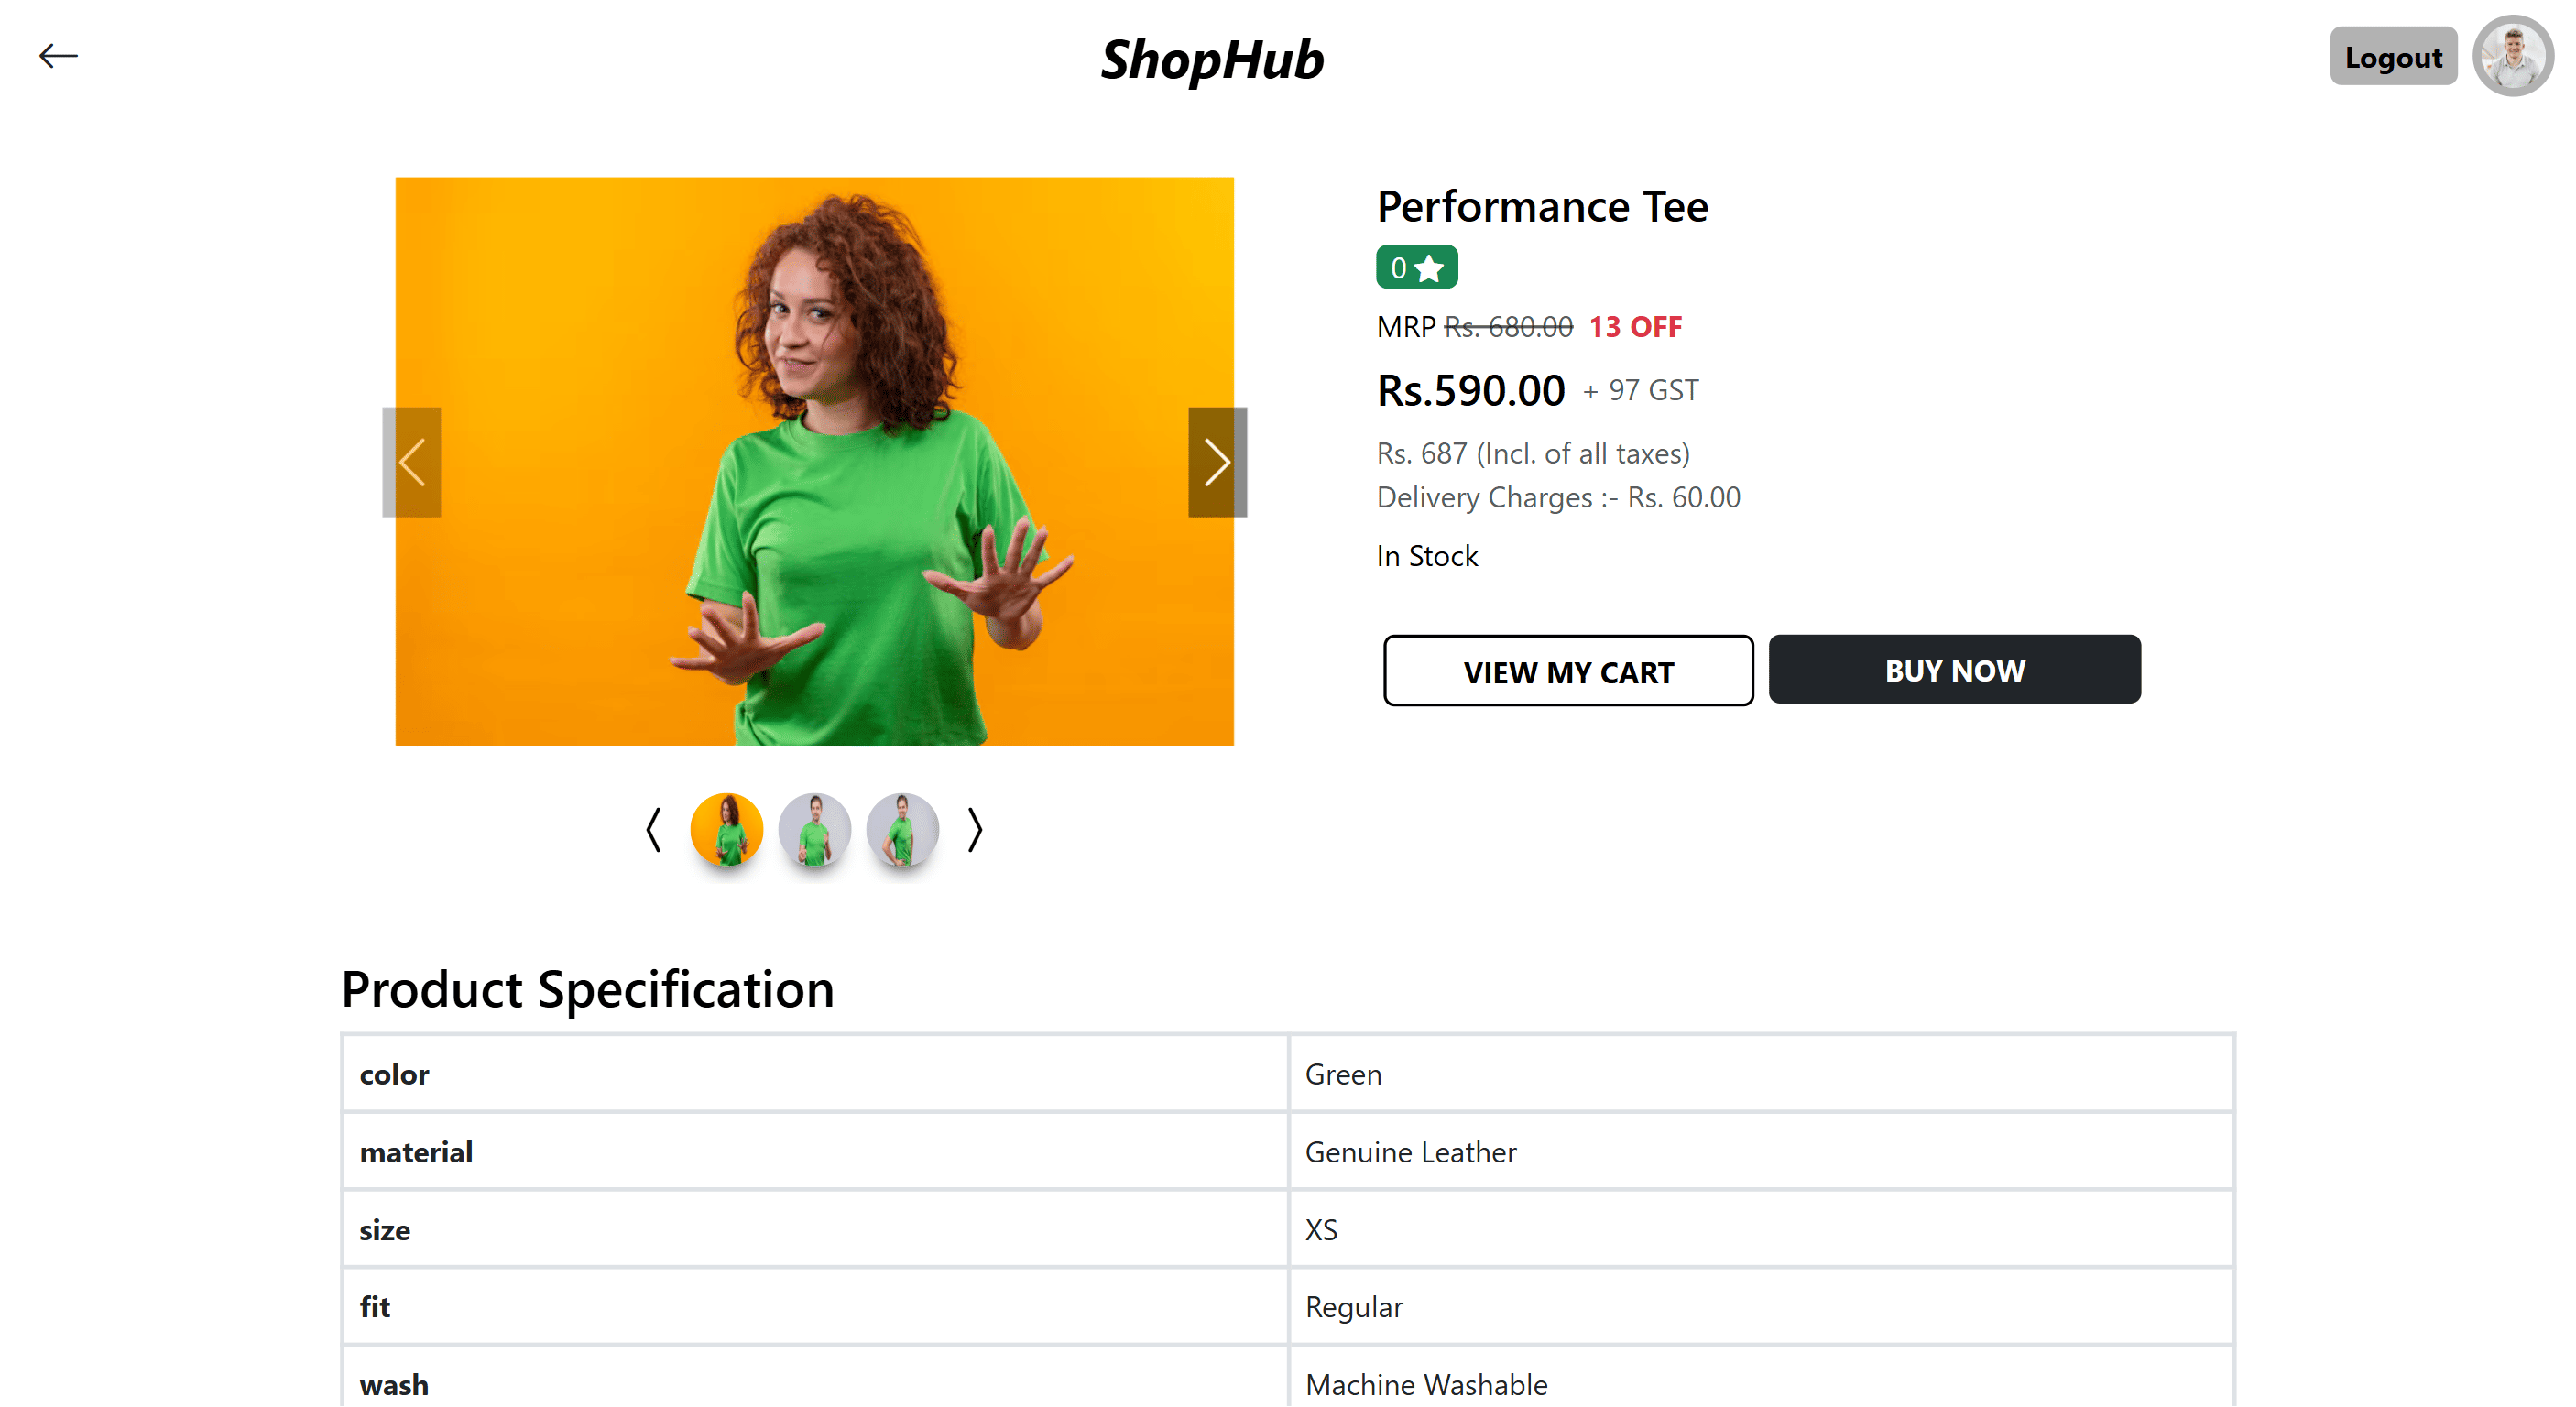 ShopHub
Logout
Performance Tee
0
MRP Rs. 680.00 13 OFF
Rs.590.00 + 97 GST
Rs. 687 (Incl. of all taxes)
Delivery Charges :- Rs. 60.00
In Stock
VIEW MY CART
BUY NOW
Product Specification
color Green
material Genuine Leather
size XS
fit Regular
wash Machine Washable